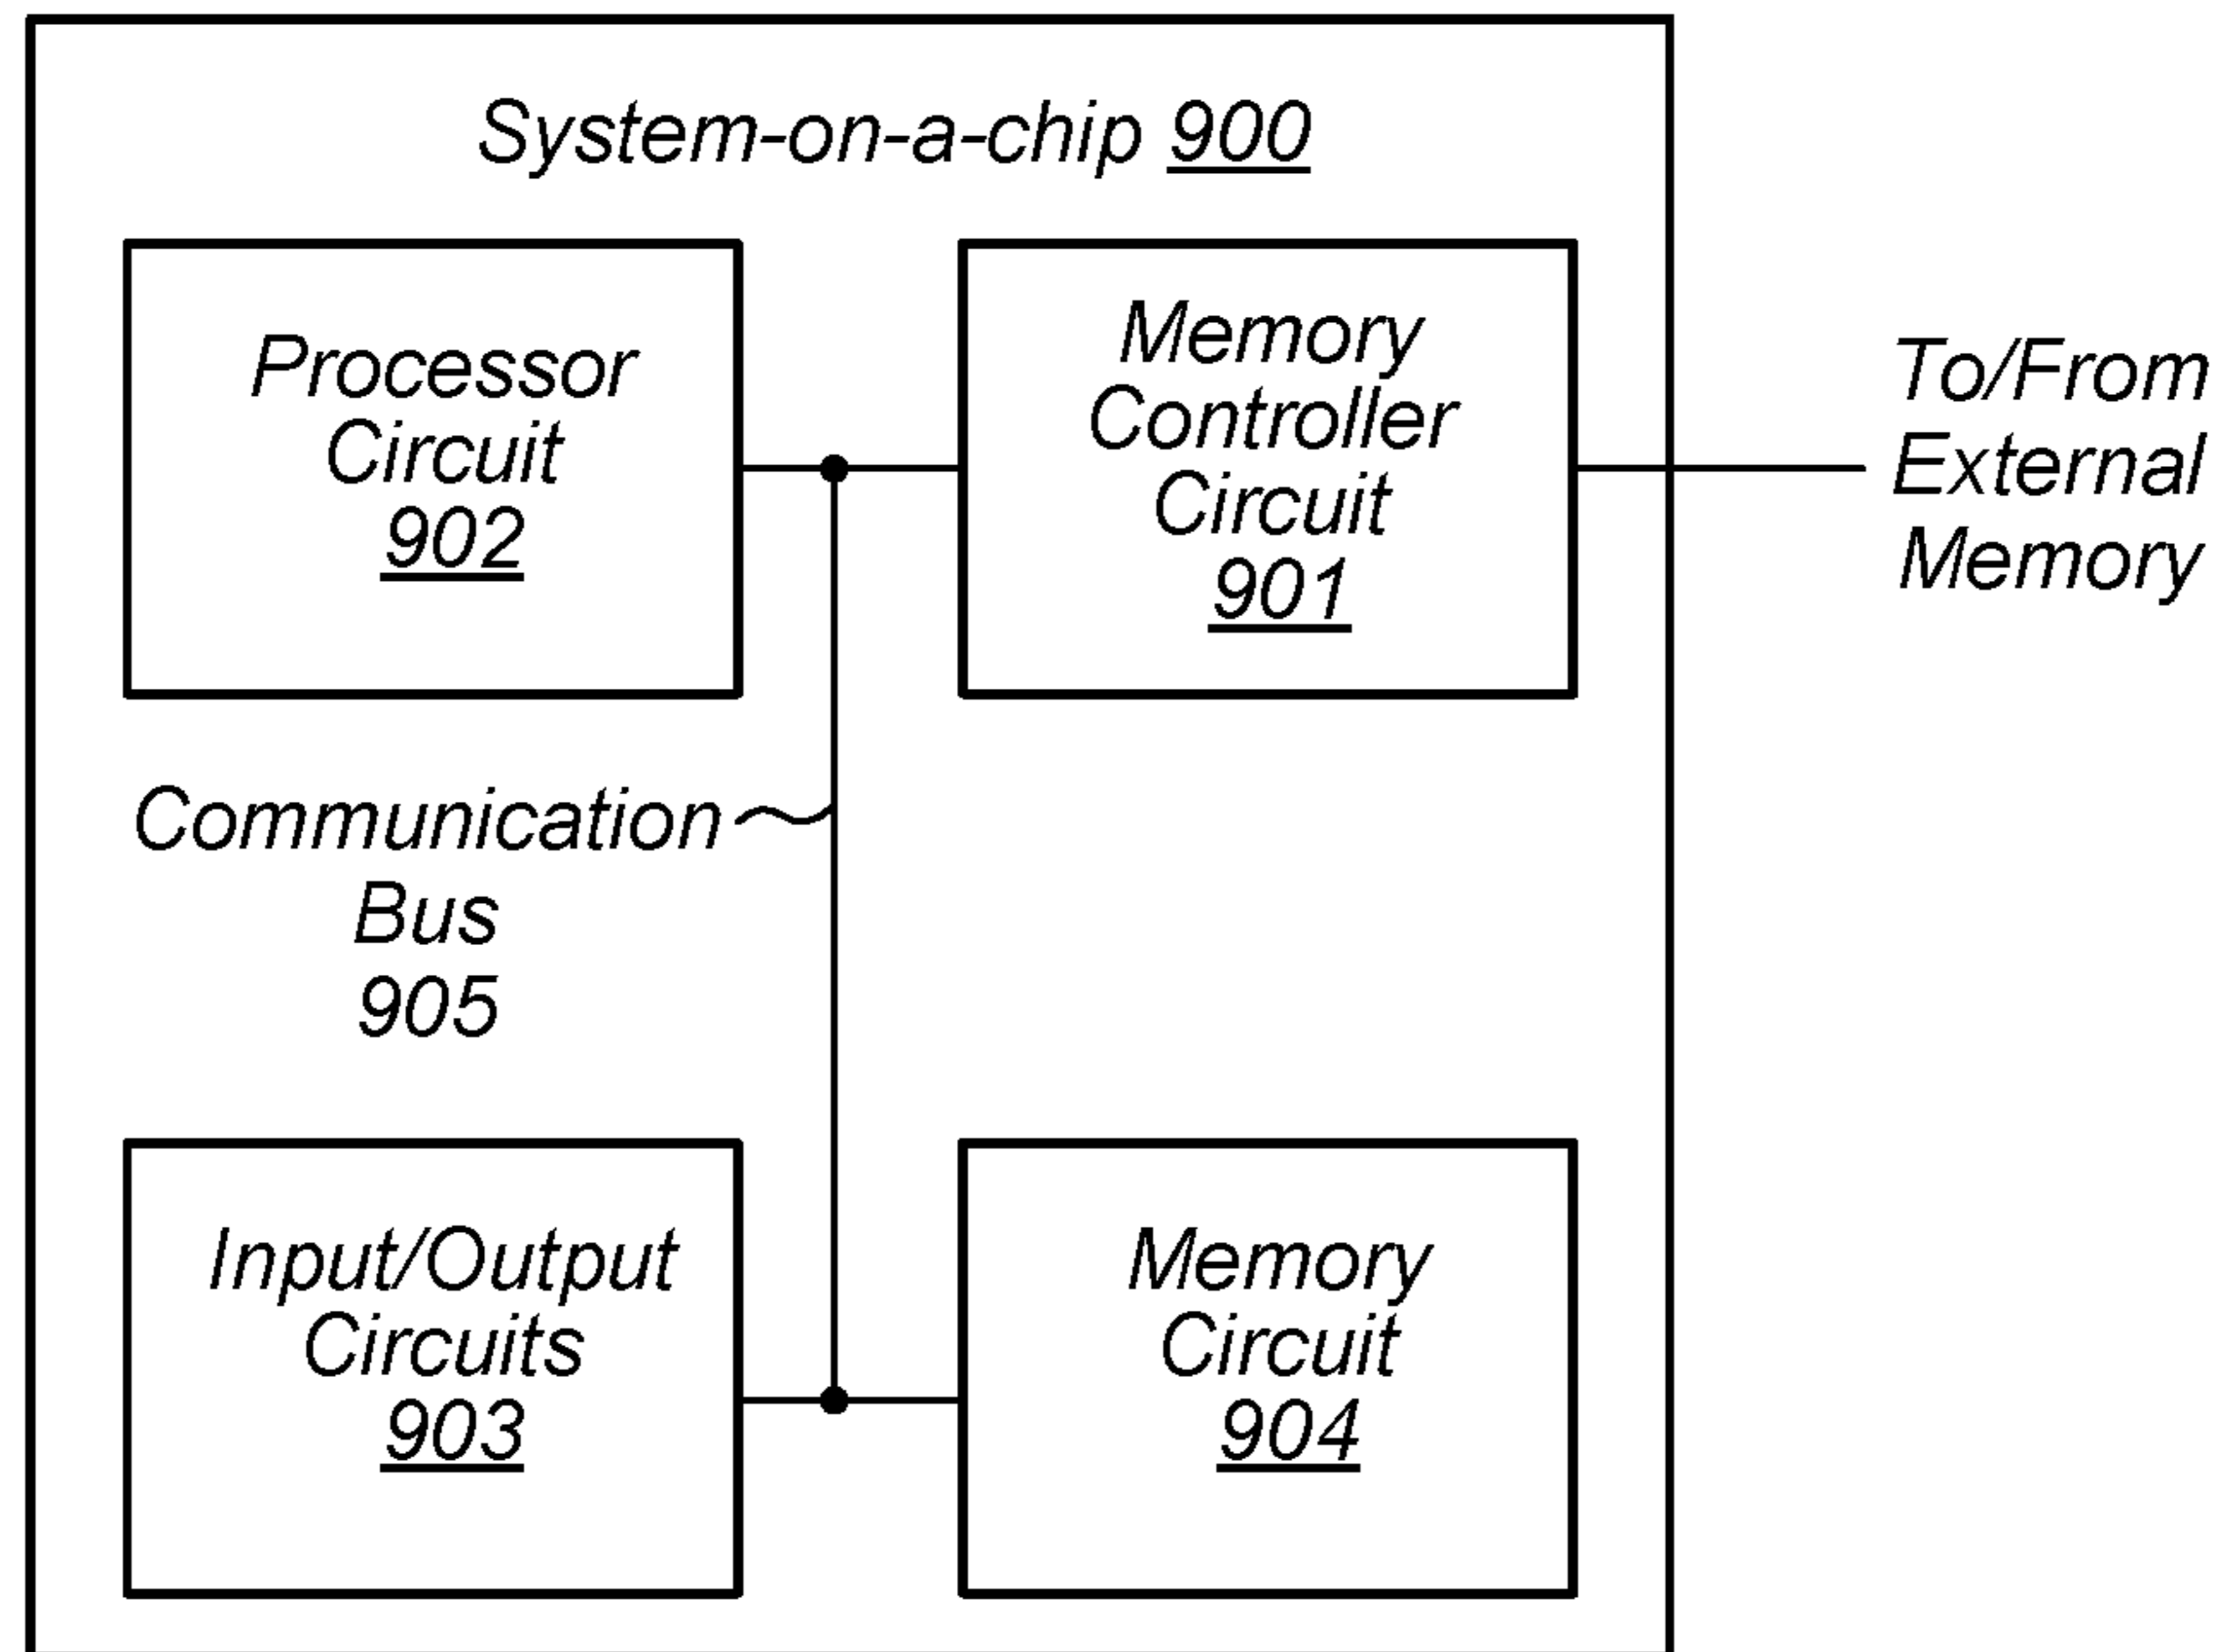 System-on-a-chip 900
Processor
Circuit
902
Memory
Controller
Circuit
901
To/From
External
Memory
Communication
Bus
905
Input/Output
Circuits
903
Memory
Circuit
904